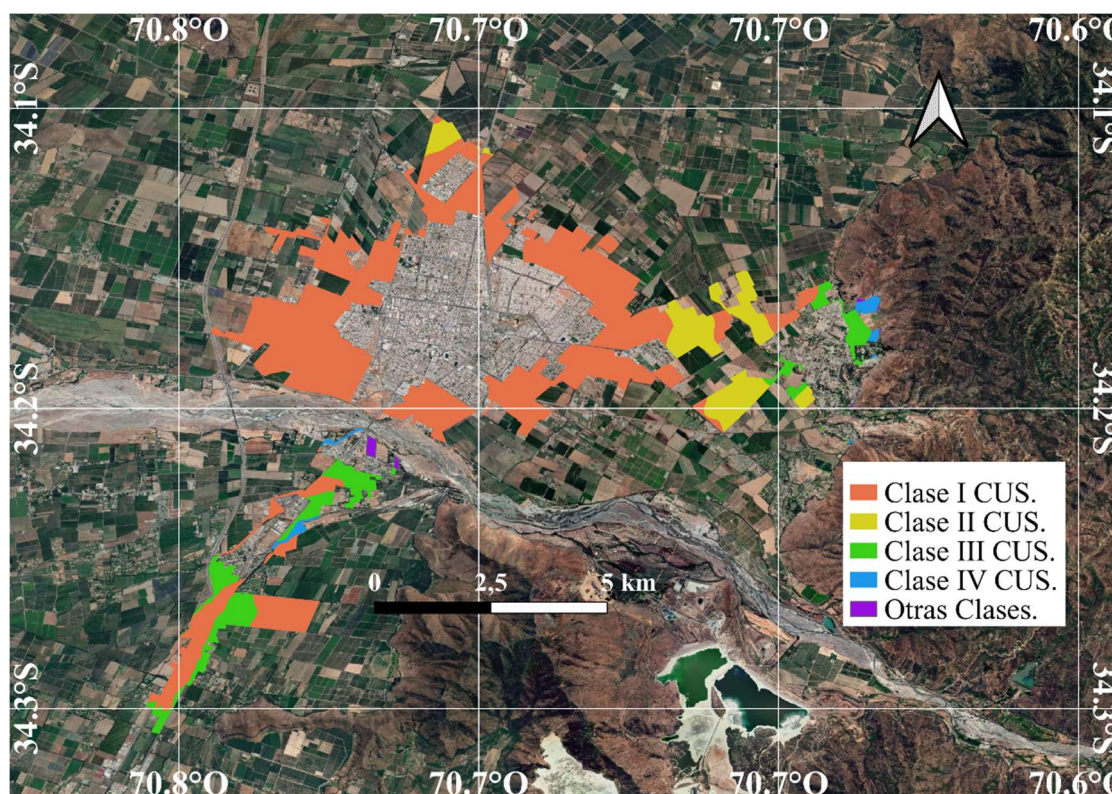 70.8°O 70.7°O 70.7°O 70.6°O
34.1°S 34.1°S
34.2°S 34.2°S
Clase I CUS.
Clase II CUS.
Clase III CUS.
Clase IV CUS.
Otras Clases.
0 2,5 5 km
34.3°S 34.3°S
70.8°O 70.7°O 70.7°O 70.6°O